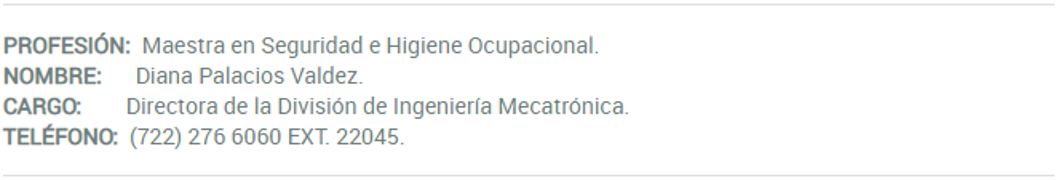 PROFESIÓN: Maestra en Seguridad e Higiene Ocupacional.
NOMBRE: Diana Palacios Valdez.
CARGO: Directora de la División de Ingeniería Mecatrónica.
TELÉFONO: (722) 276 6060 EXT. 22045.